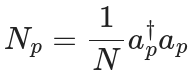 $N_p = \frac{1}{N} a_p^\dagger a_p$